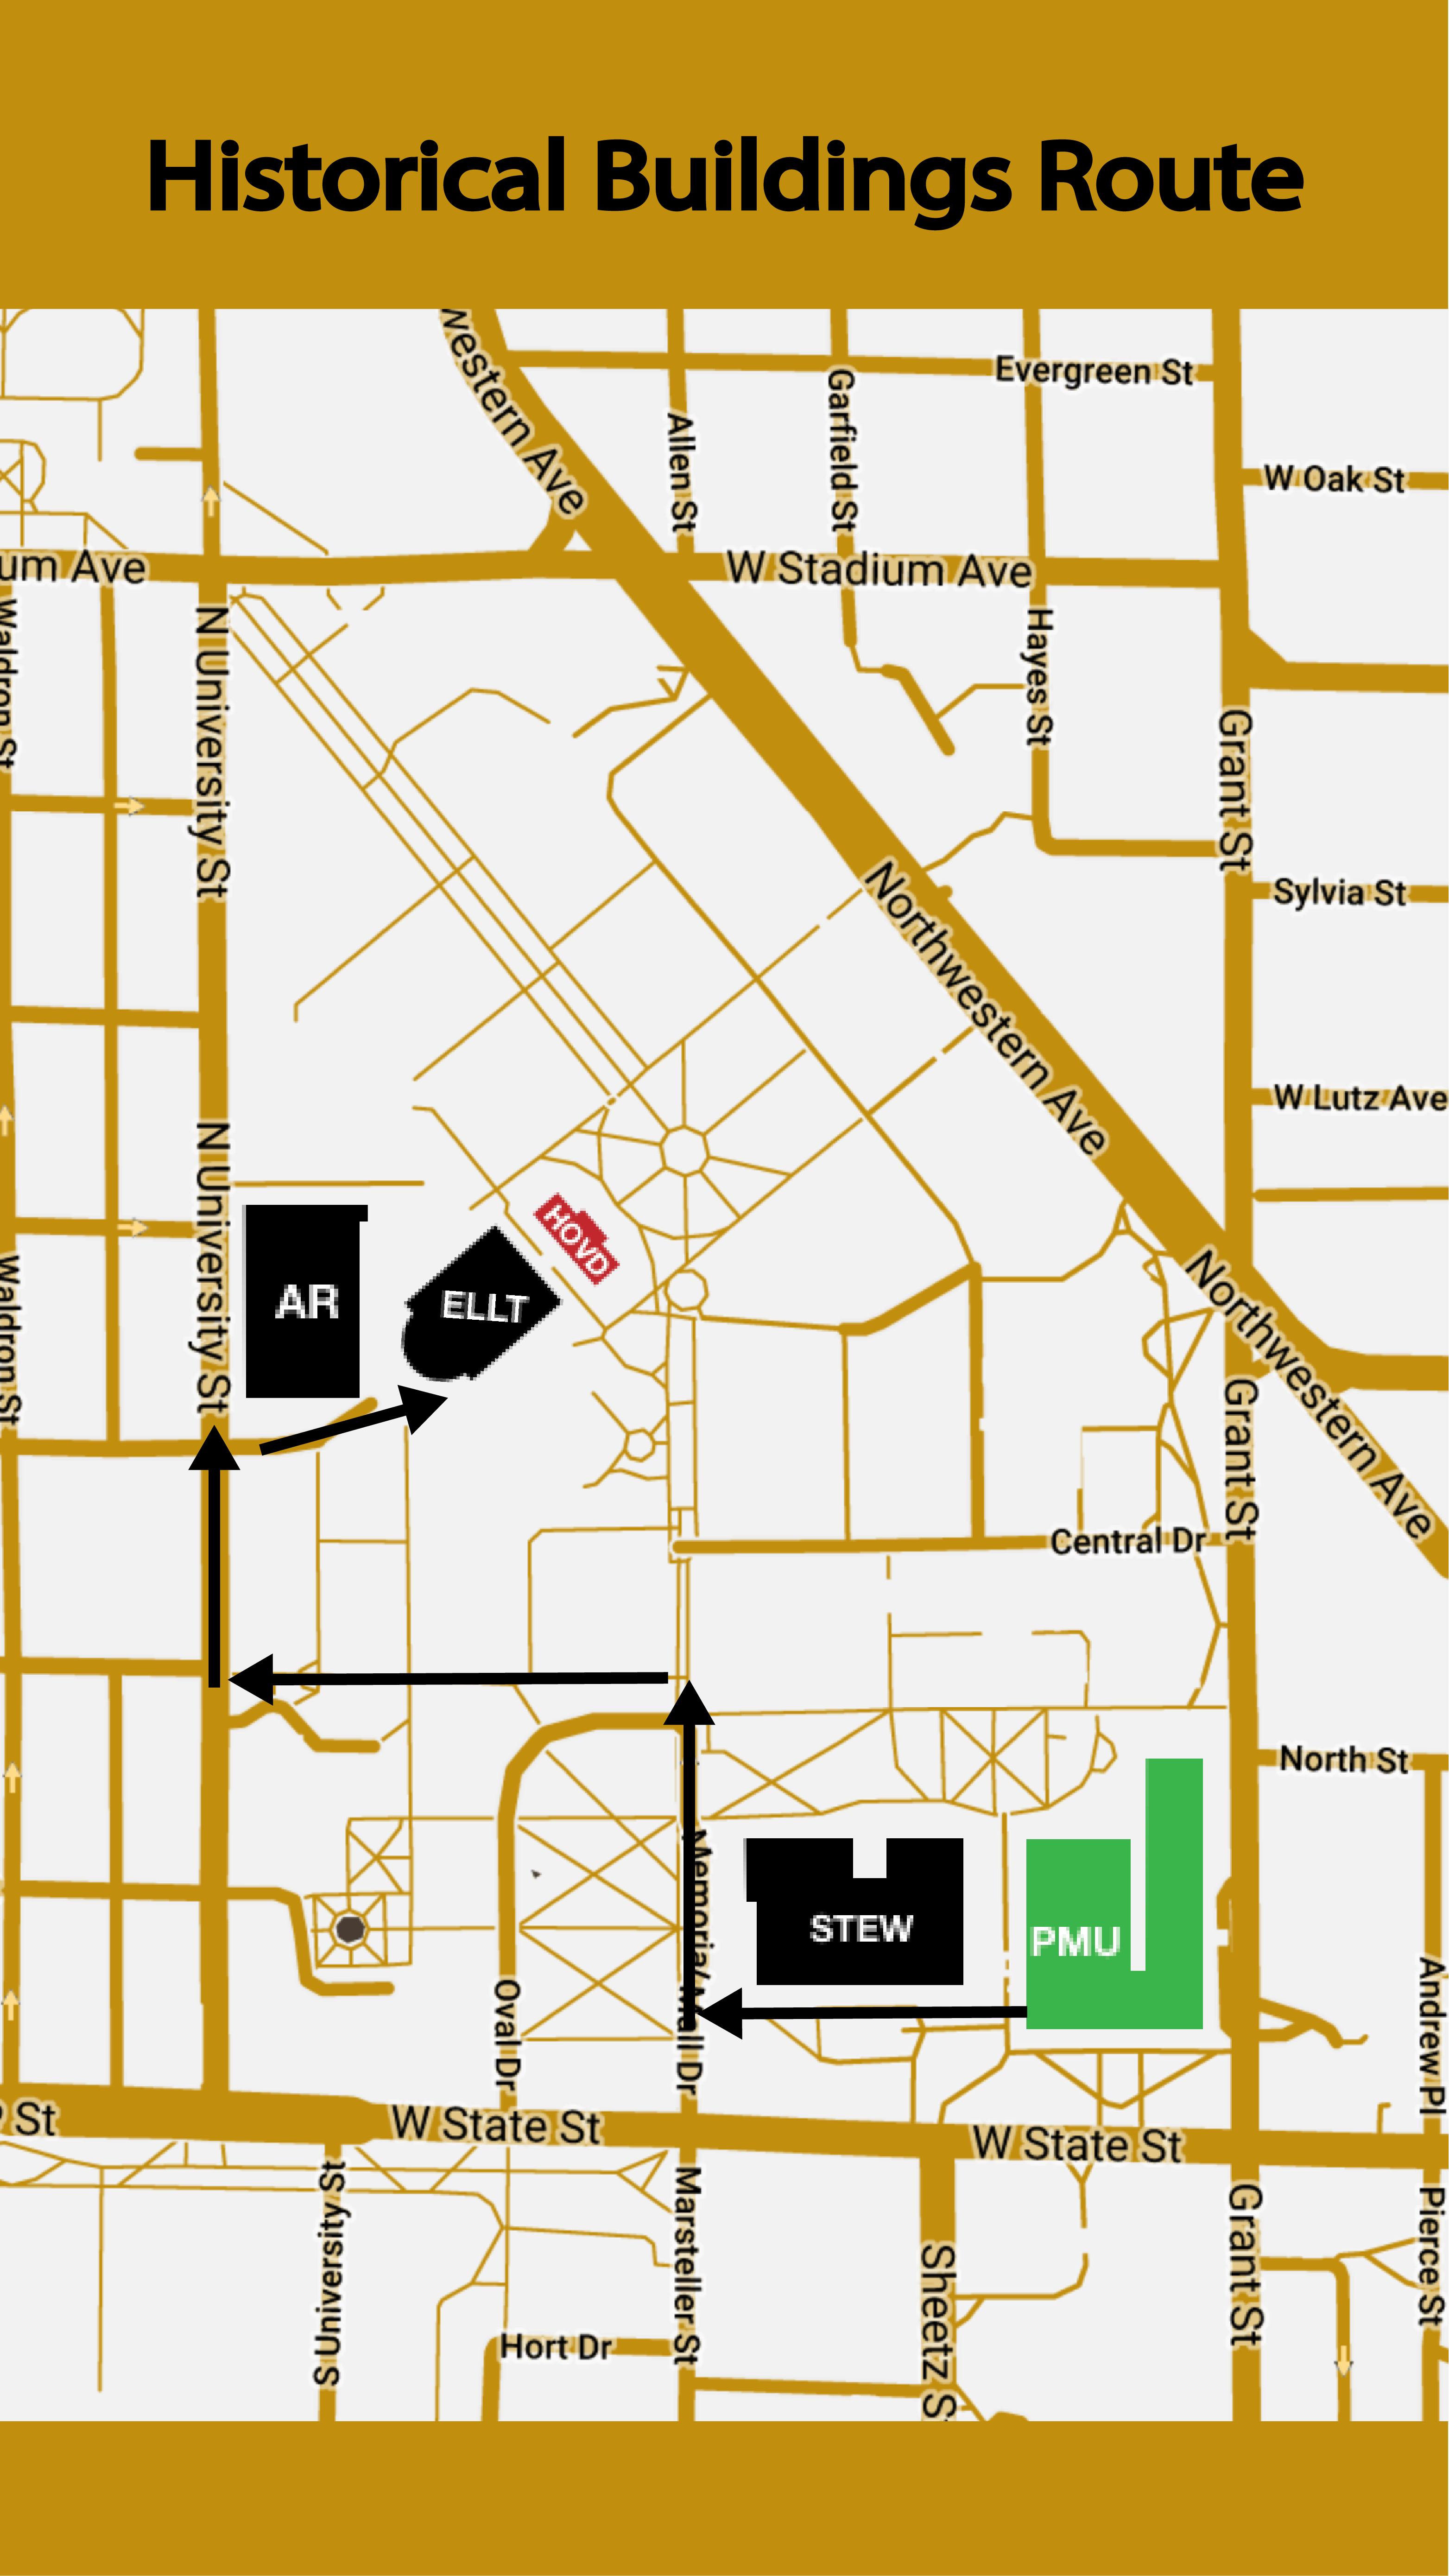 Historical Buildings Route
western Ave
Evergreen St
Allen St
Garfield St
W Oak St
um Ave
W Stadium Ave
Waldron St
N University St
Hayes St
Grant St
Sylvia St
Northwestern Ave
W Lutz Ave
N University St
HOVD
AR
ELLT
Waldron St
Northwestern Ave
Grant St
Central Dr
North St
STEW
PMU
Memorial Mall Dr
Oval Dr
Andrew Pl
St
W State St
W State St
S University St
Marsteller St
Sheetz S
Grant St
Pierce St
Hort Dr